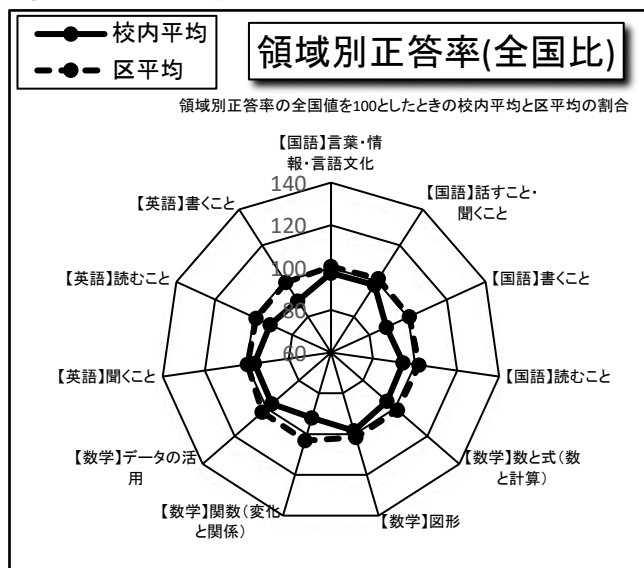 校内平均
区平均
領域別正答率(全国比)
領域別正答率の全国値を100としたときの校内平均と区平均の割合
【国語】言葉・情
報・言語文化
【国語】話すこと・
聞くこと
【国語】書くこと
【国語】読むこと
【数学】数と式(数
と計算)
【数学】図形
【数学】関数(変化
と関係)
【数学】データの活
用
【英語】聞くこと
【英語】読むこと
【英語】書くこと
140
120
100
80
60